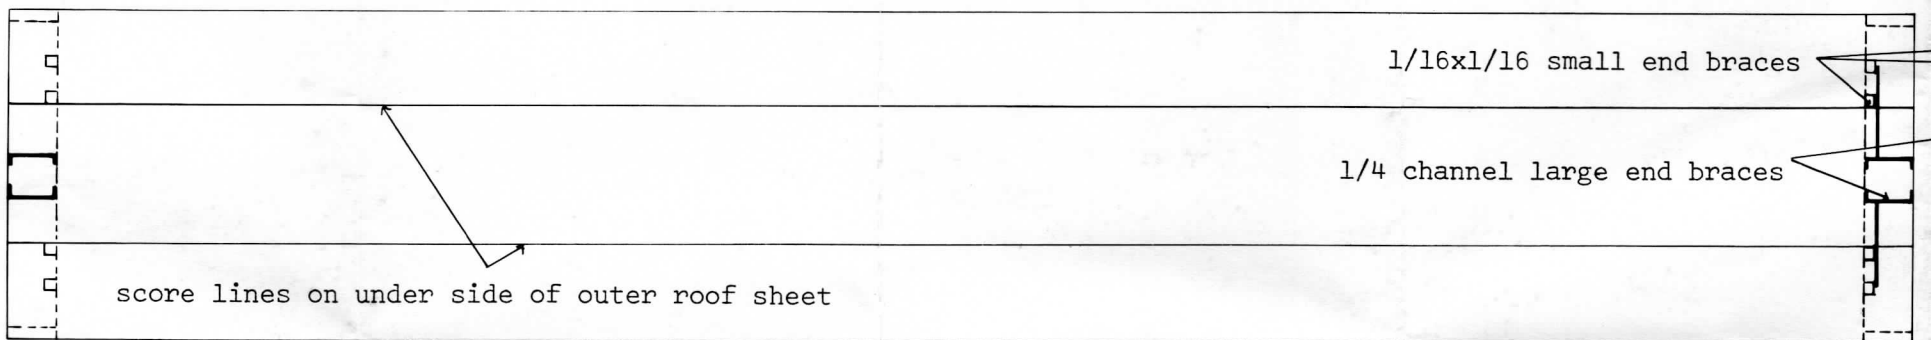 1/16x1/16 small end braces
1/4 channel large end braces
score lines on under side of outer roof sheet